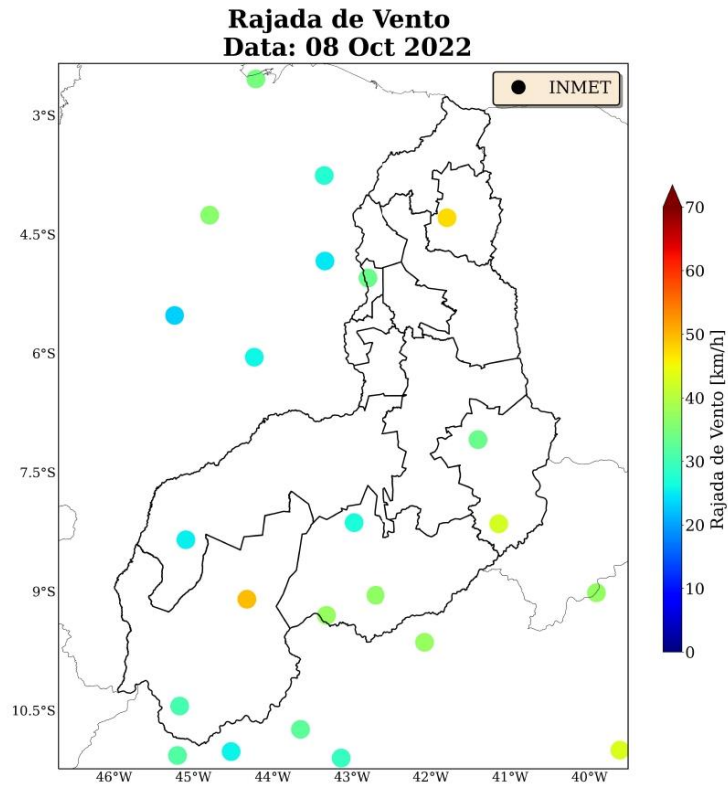 Rajada de Vento
Data: 08 Oct 2022
INMET
3°S
4.5°S
6°S
7.5°S
9°S
10.5°S
46°W 45°W 44°W 43°W 42°W 41°W 40°W
70
60
50
40
30
20
10
0
Rajada de Vento [km/h]